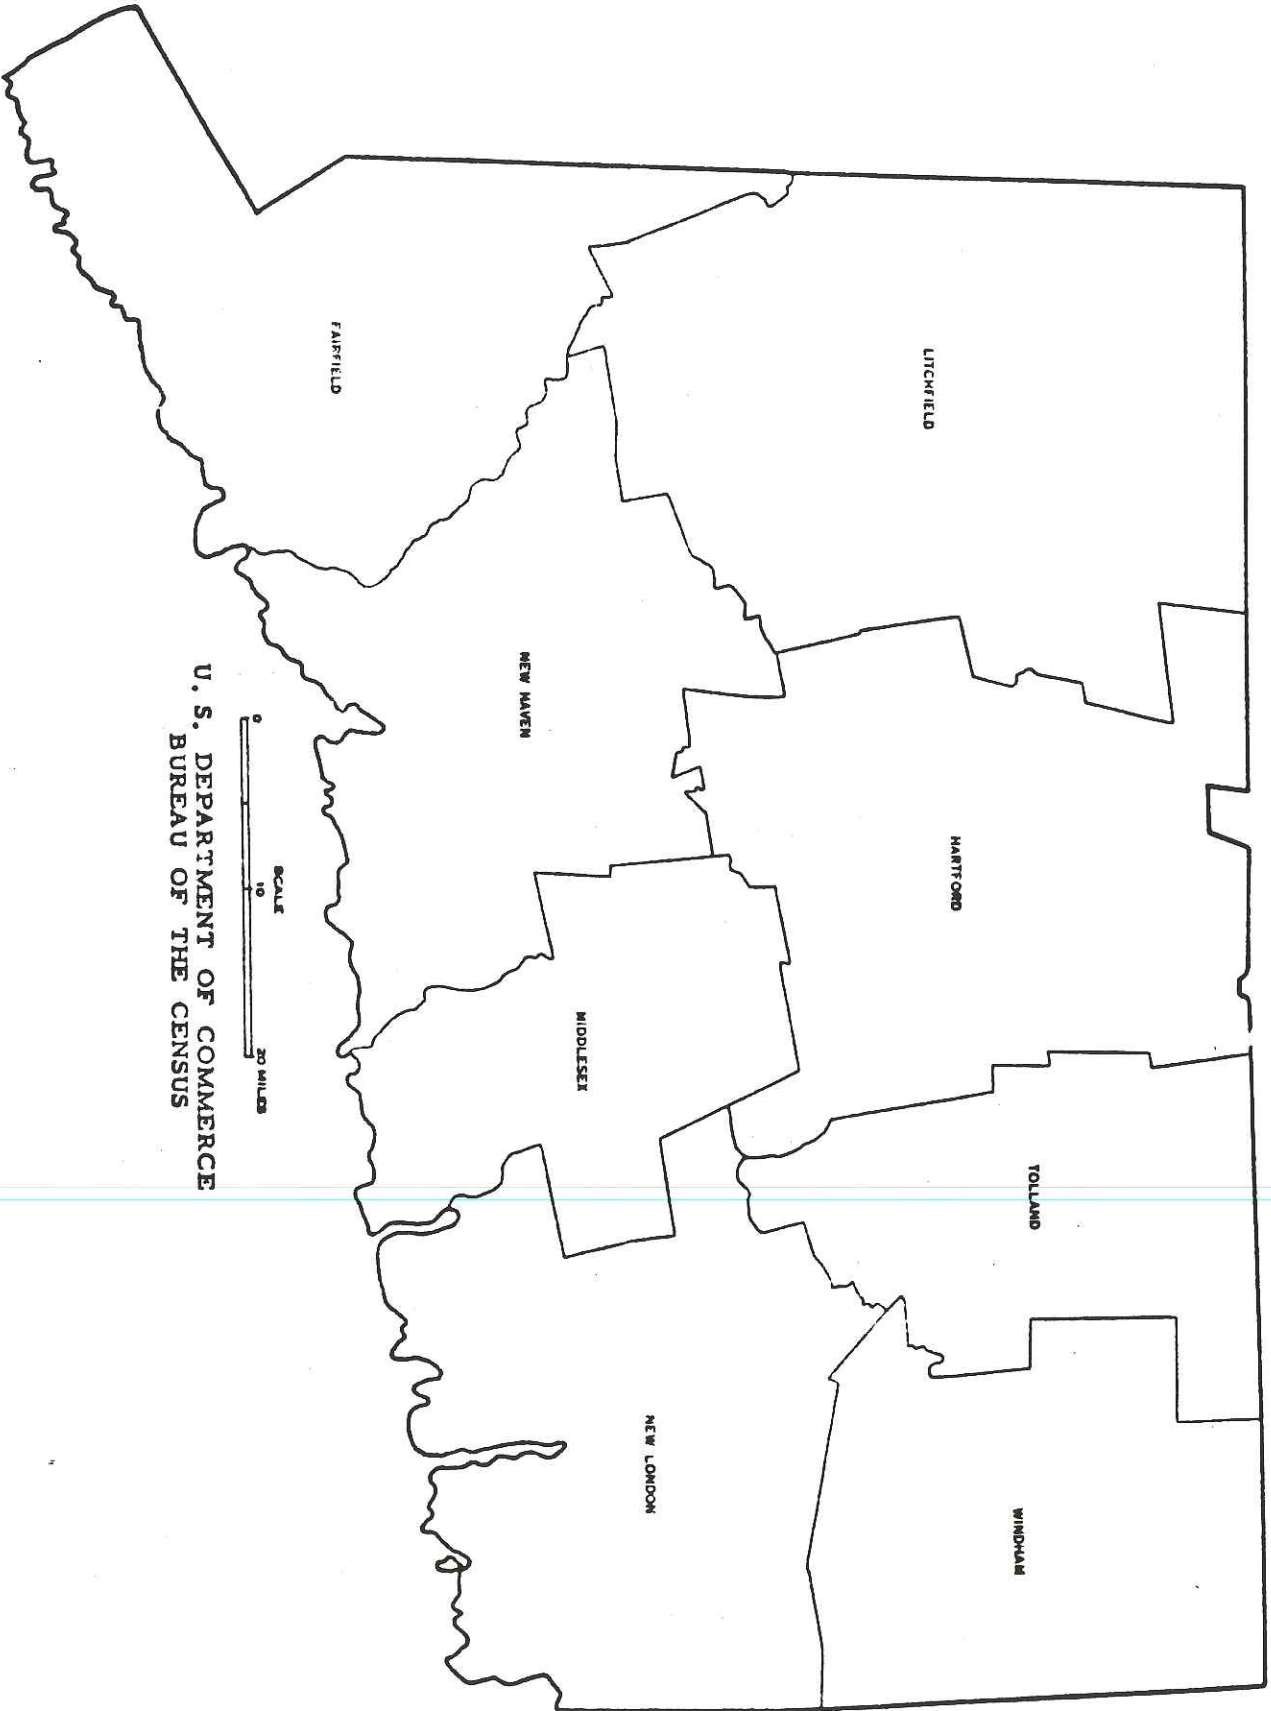 LITCHFIELD
HARTFORD
TOLLAND
WINDHAM
FAIRFIELD
NEW HAVEN
MIDDLESEX
NEW LONDON
SCALE
0 10 20 MILES
U. S. DEPARTMENT OF COMMERCE
BUREAU OF THE CENSUS